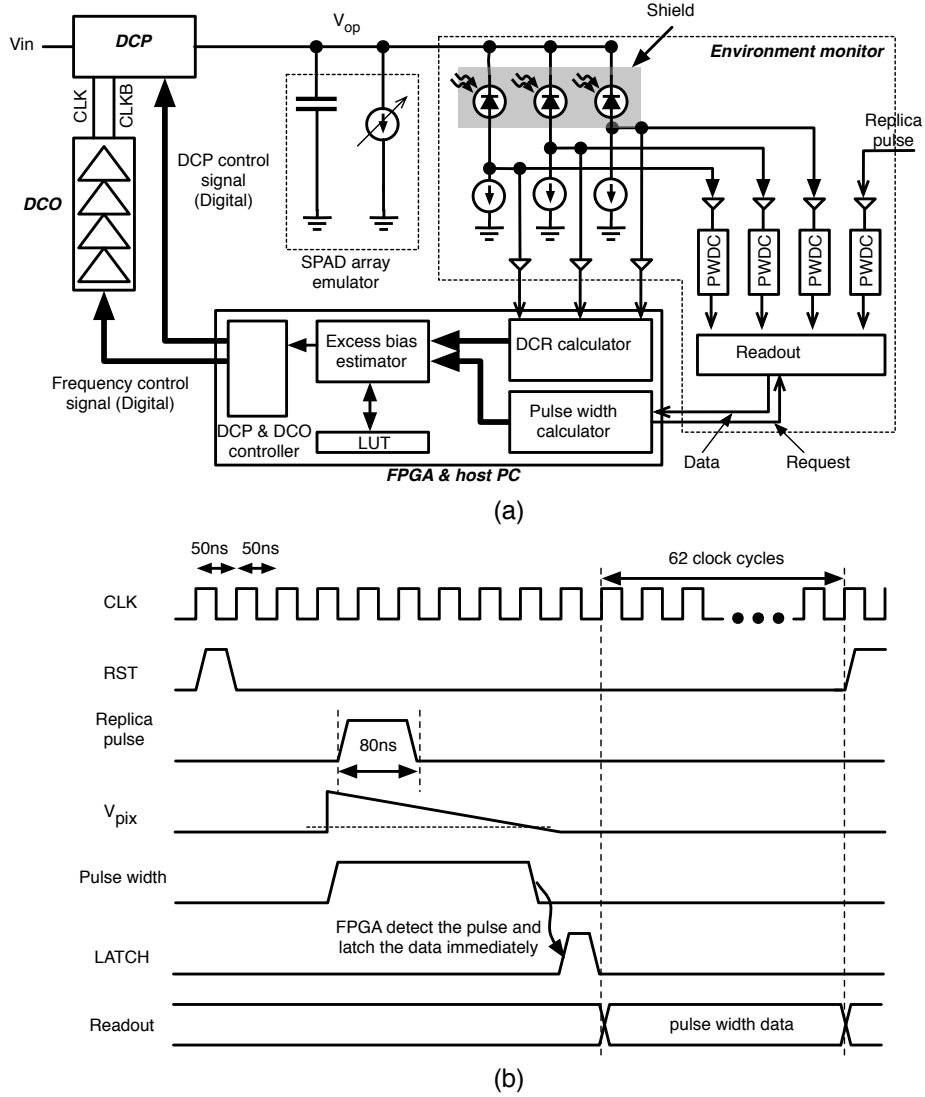 Shield
Vin
DCP
V_op
Environment monitor
CLK
CLKB
DCP control
signal
(Digital)
Replica
pulse
DCO
SPAD array
emulator
PWDC
PWDC
PWDC
PWDC
Readout
Excess bias
estimator
DCR calculator
Frequency control
signal (Digital)
Pulse width
calculator
DCP & DCO
controller
LUT
Data
Request
FPGA & host PC
(a)
50ns
50ns
62 clock cycles
CLK
RST
Replica
pulse
80ns
V_pix
Pulse width
FPGA detect the pulse and
latch the data immediately
LATCH
Readout
pulse width data
(b)